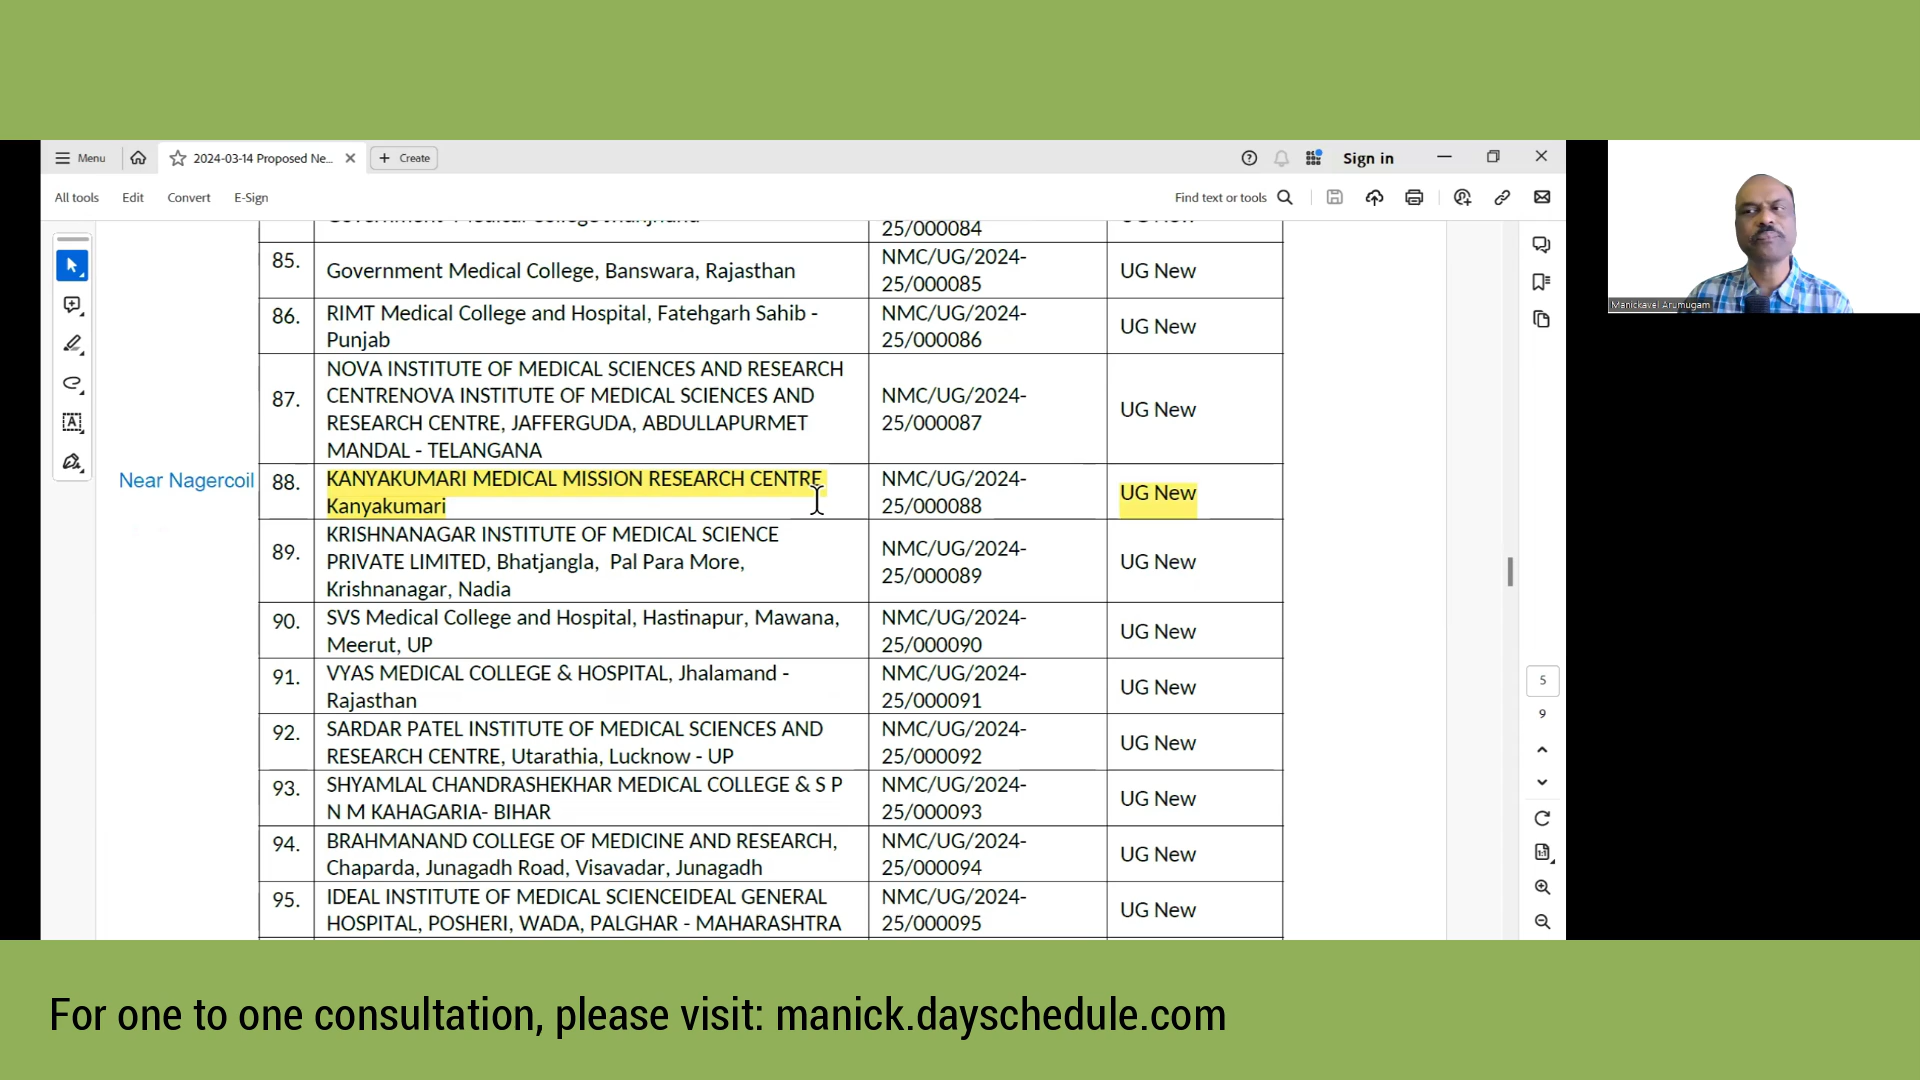 Menu
2024-03-14 Proposed Ne...
Create
Sign in
All tools
Edit
Convert
E-Sign
Find text or tools
25/000084
UG New
85.
Government Medical College, Banswara, Rajasthan
NMC/UG/2024-
25/000085
UG New
86.
RIMT Medical College and Hospital, Fatehgarh Sahib -
Punjab
NMC/UG/2024-
25/000086
UG New
87.
NOVA INSTITUTE OF MEDICAL SCIENCES AND RESEARCH
CENTRENOVA INSTITUTE OF MEDICAL SCIENCES AND
RESEARCH CENTRE, JAFFERGUDA, ABDULLAPURMET
MANDAL - TELANGANA
NMC/UG/2024-
25/000087
UG New
Near Nagercoil
88.
KANYAKUMARI MEDICAL MISSION RESEARCH CENTRE
Kanyakumari
NMC/UG/2024-
25/000088
UG New
89.
KRISHNANAGAR INSTITUTE OF MEDICAL SCIENCE
PRIVATE LIMITED, Bhatjangla, Pal Para More,
Krishnanagar, Nadia
NMC/UG/2024-
25/000089
UG New
90.
SVS Medical College and Hospital, Hastinapur, Mawana,
Meerut, UP
NMC/UG/2024-
25/000090
UG New
91.
VYAS MEDICAL COLLEGE & HOSPITAL, Jhalamand -
Rajasthan
NMC/UG/2024-
25/000091
UG New
92.
SARDAR PATEL INSTITUTE OF MEDICAL SCIENCES AND
RESEARCH CENTRE, Utarathia, Lucknow - UP
NMC/UG/2024-
25/000092
UG New
93.
SHYAMLAL CHANDRASHEKHAR MEDICAL COLLEGE & S P
N M KAHAGARIA- BIHAR
NMC/UG/2024-
25/000093
UG New
94.
BRAHMANAND COLLEGE OF MEDICINE AND RESEARCH,
Chaparda, Junagadh Road, Visavadar, Junagadh
NMC/UG/2024-
25/000094
UG New
95.
IDEAL INSTITUTE OF MEDICAL SCIENCEIDEAL GENERAL
HOSPITAL, POSHERI, WADA, PALGHAR - MAHARASHTRA
NMC/UG/2024-
25/000095
UG New
5
9
Manickavel Arumugam
For one to one consultation, please visit: manick.dayschedule.com